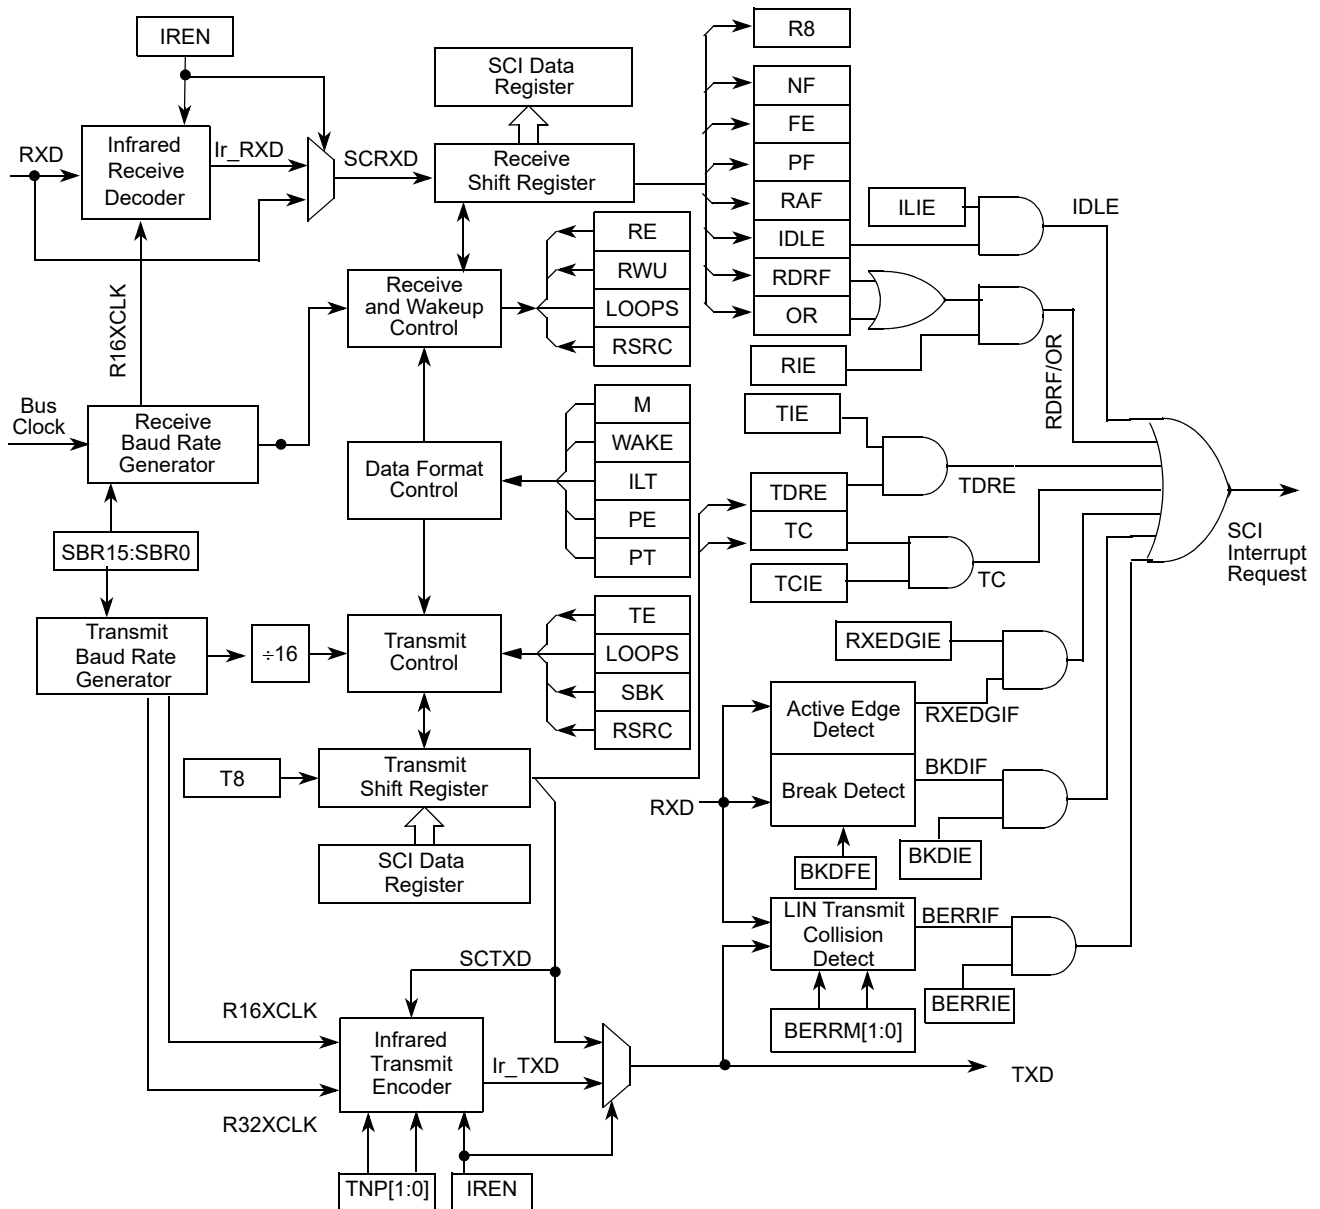 IREN
SCI Data
Register
R8
NF
FE
PF
RAF
IDLE
RDRF
OR
RXD
Infrared
Receive
Decoder
Ir_RXD
SCRXD
Receive
Shift Register
ILIE
IDLE
RE
RWU
LOOPS
RSRC
Receive
and Wakeup
Control
R16XCLK
RIE
RDRF/OR
Bus
Clock
Receive
Baud Rate
Generator
M
WAKE
ILT
PE
PT
Data Format
Control
TIE
TDRE
TC
TDRE
TCIE
TC
SCI
Interrupt
Request
SBR15:SBR0
Transmit
Baud Rate
Generator
÷16
Transmit
Control
TE
LOOPS
SBK
RSRC
RXEDGIE
Active Edge
Detect
RXEDGIF
T8
Transmit
Shift Register
RXD
Break Detect
BKDIF
BKDIE
BKDFE
SCI Data
Register
LIN Transmit
Collision
Detect
BERRIF
BERRIE
BERRM[1:0]
SCTXD
R16XCLK
Infrared
Transmit
Encoder
Ir_TXD
TXD
R32XCLK
TNP[1:0]
IREN